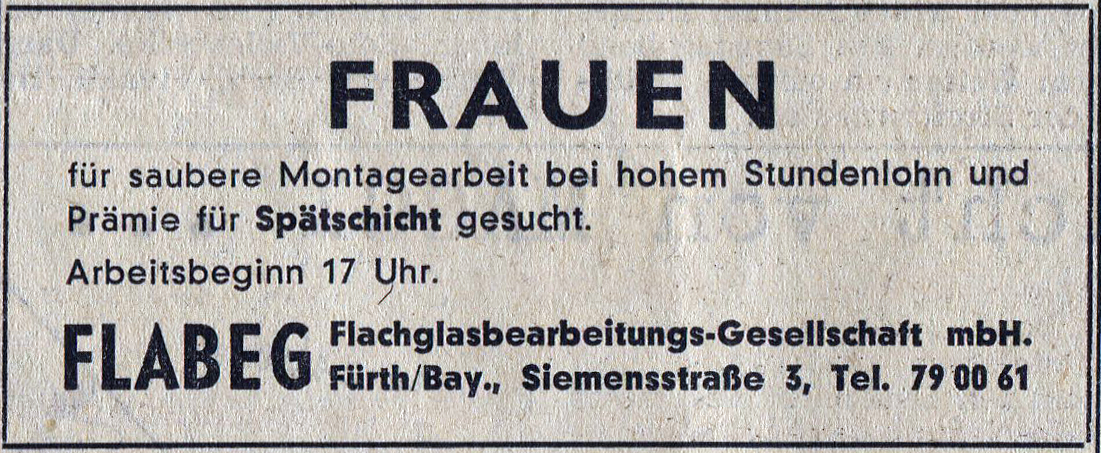 FRAUEN
für saubere Montagearbeit bei hohem Stundenlohn und
Prämie für Spätschicht gesucht.
Arbeitsbeginn 17 Uhr.
FLABEG Flachglasbearbeitungs-Gesellschaft mbH.
Fürth/Bay., Siemensstraße 3, Tel. 79 00 61